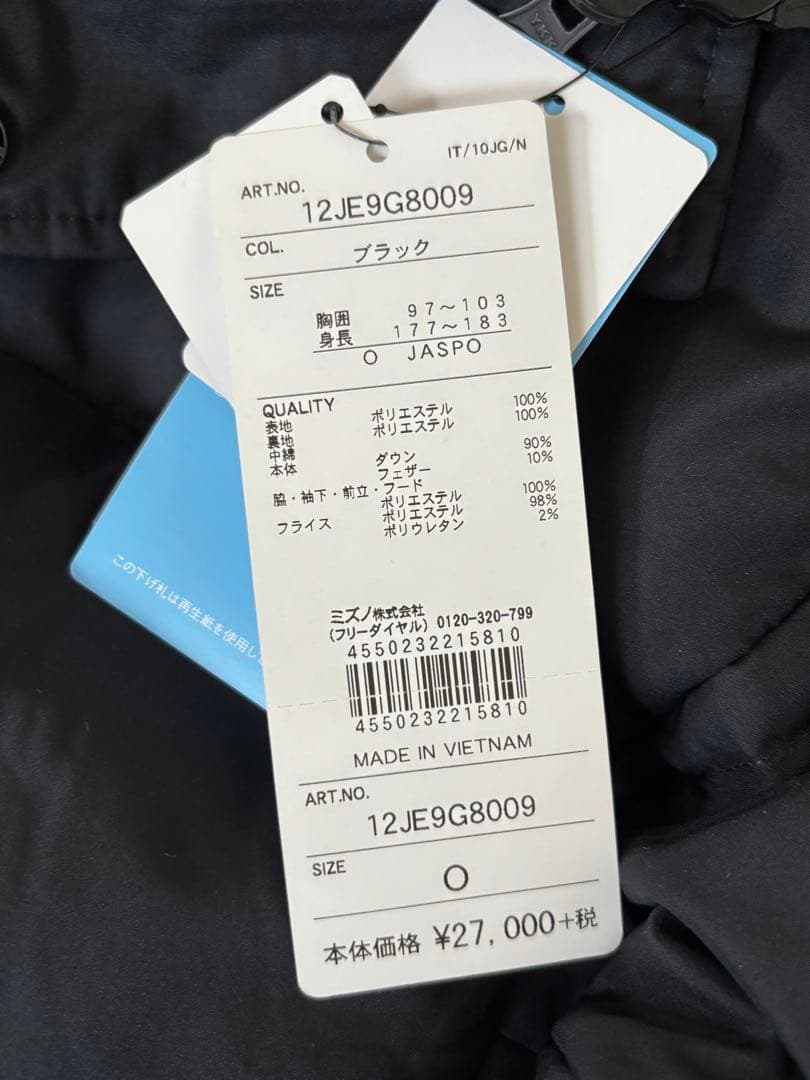 YKK
IT/10JG/N
ART.NO.
12JE9G8009
COL.
ブラック
SIZE
胸囲 97～103
身長 177～183
O JASPO
QUALITY
表地 ポリエステル 100%
裏地 ポリエステル 100%
中綿
本体 ダウン 90%
フェザー 10%
脇・袖下・前立・フード
ポリエステル 100%
フライス ポリエステル 98%
ポリウレタン 2%
ミズノ株式会社
(フリーダイヤル) 0120-320-799
4550232215810
4550232215810
MADE IN VIETNAM
ART.NO.
12JE9G8009
SIZE
O
本体価格 ¥27,000+税
この下げ札は再生紙を使用し